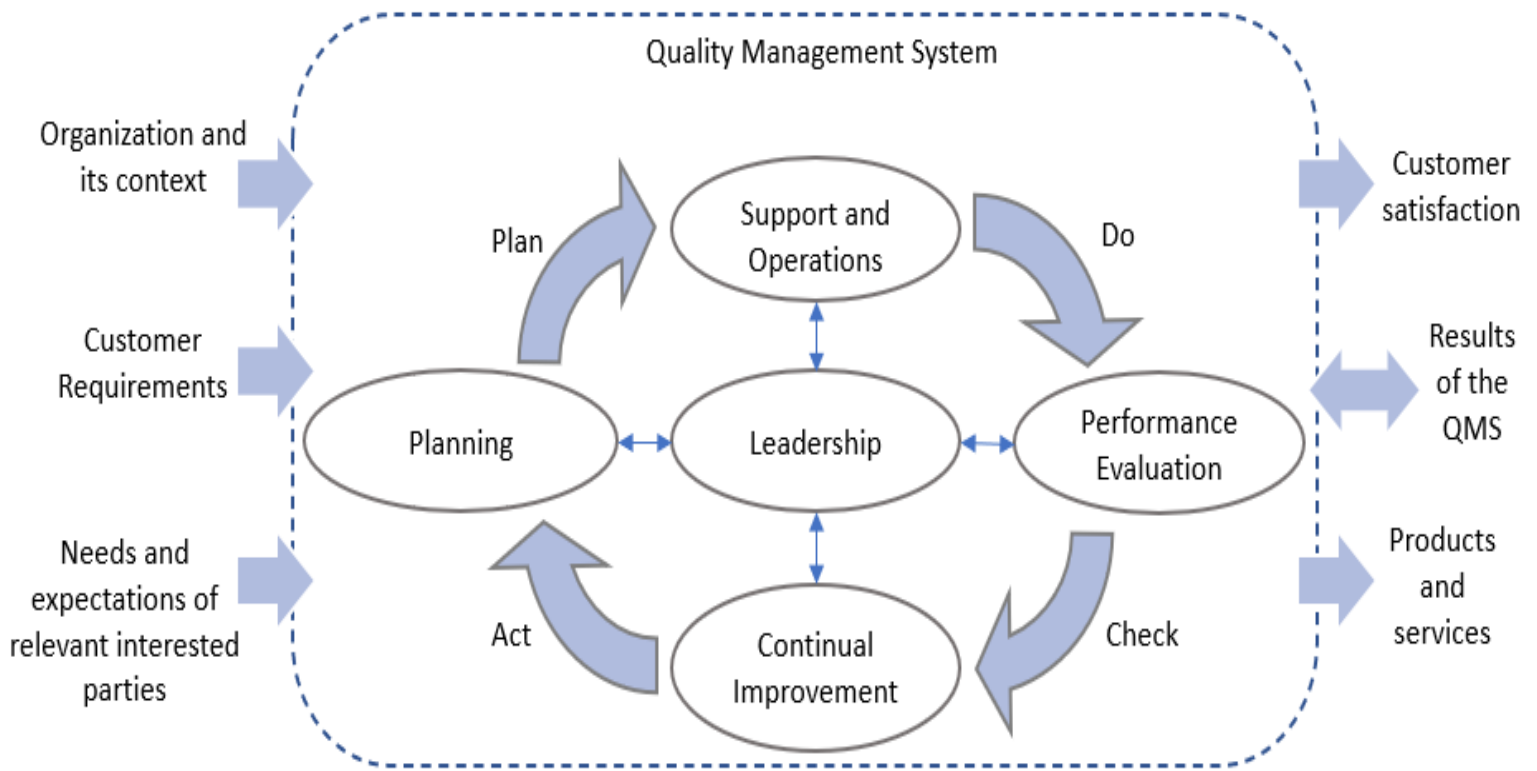 Quality Management System
Organization and
its context
Customer
Requirements
Needs and
expectations of
relevant interested
parties
Plan
Support and
Operations
Do
Planning
Leadership
Performance
Evaluation
Act
Continual
Improvement
Check
Customer
satisfaction
Results
of the
QMS
Products
and
services